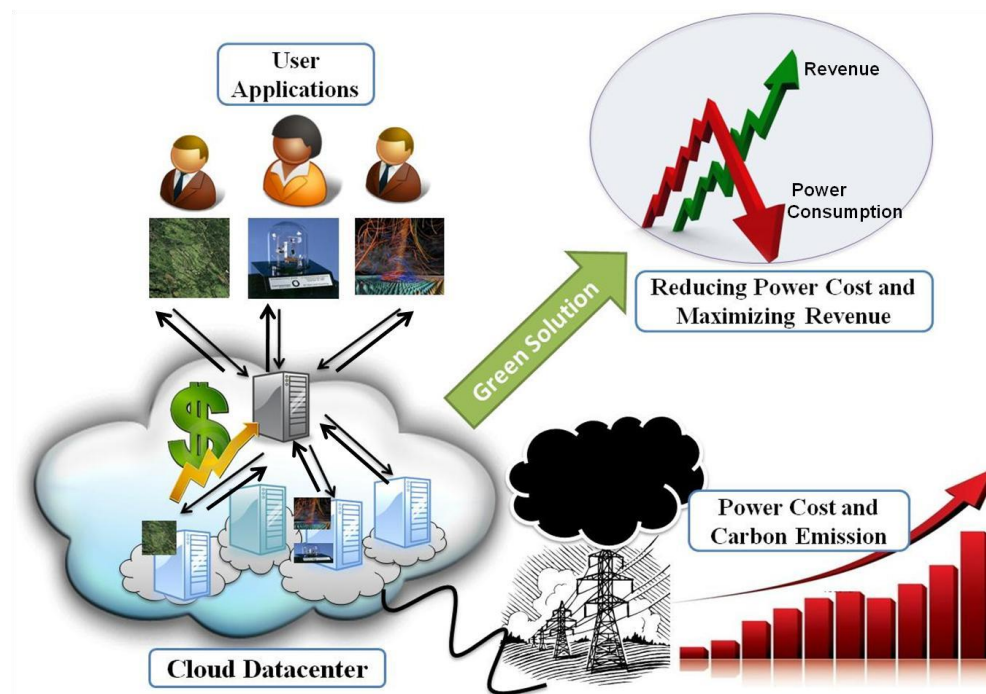 User
Applications
Revenue
Power
Consumption
Reducing Power Cost and
Maximizing Revenue
Green Solution
Power Cost and
Carbon Emission
Cloud Datacenter